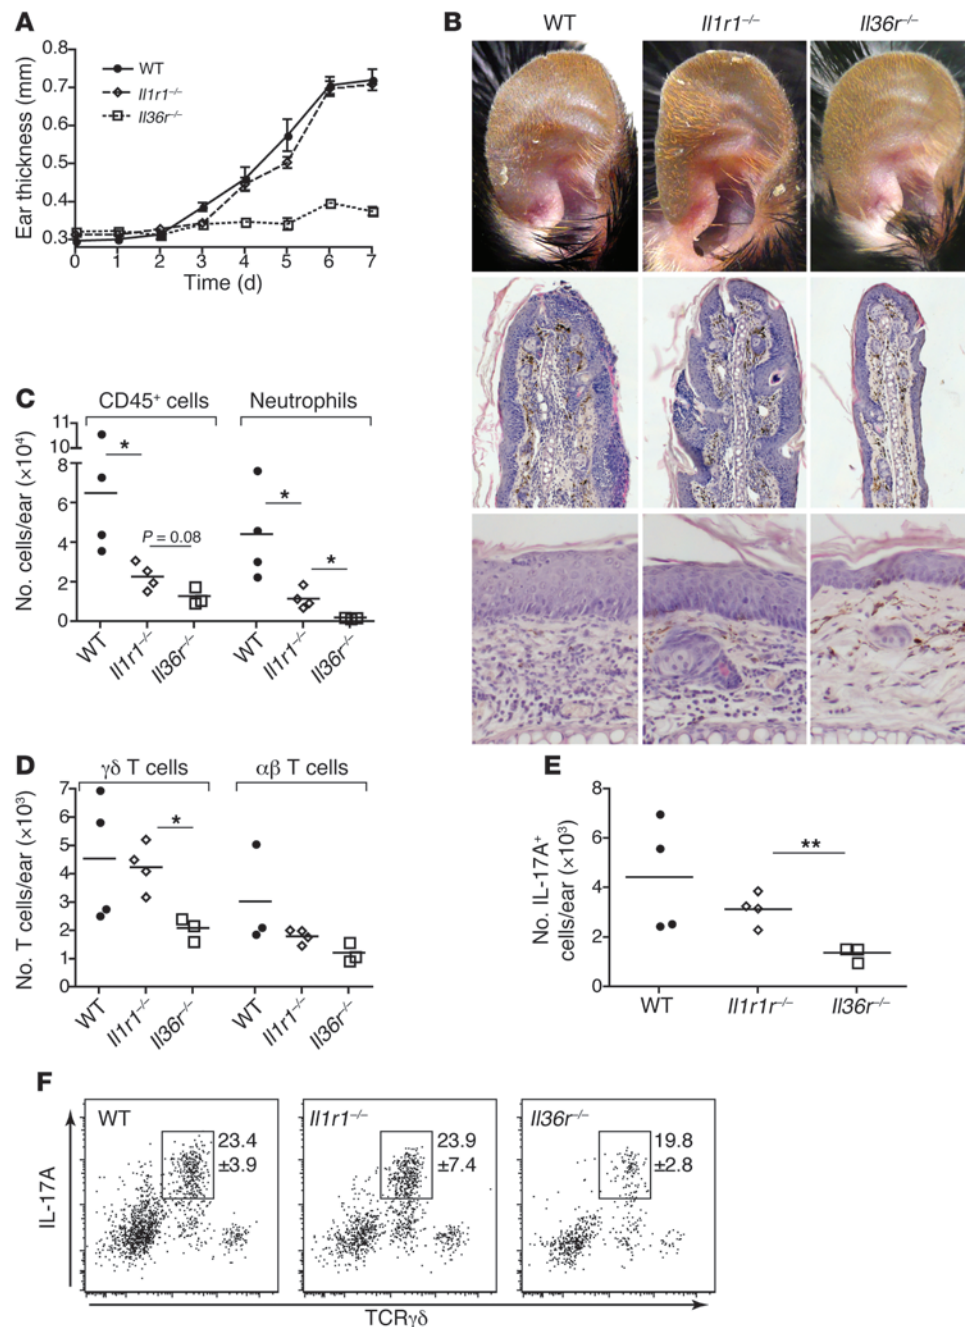 A
Ear thickness (mm)
0.8
0.7
0.6
0.5
0.4
0.3
WT
Il1r1–/–
Il36r–/–
0 1 2 3 4 5 6 7
Time (d)
B
WT Il1r1–/– Il36r–/–
C
CD45+ cells Neutrophils
No. cells/ear (×10⁴)
11
10
8
6
4
2
0
*
P = 0.08
*
*
WT Il1r1–/– Il36r–/– WT Il1r1–/– Il36r–/–
D
γδ T cells αβ T cells
No. T cells/ear (×10³)
7
6
5
4
3
2
1
0
*
WT Il1r1–/– Il36r–/– WT Il1r1–/– Il36r–/–
E
No. IL-17A+
cells/ear (×10³)
8
6
4
2
0
**
WT Il1r1r–/– Il36r–/–
F
IL-17A
WT
23.4
±3.9
Il1r1–/–
23.9
±7.4
Il36r–/–
19.8
±2.8
TCRγδ